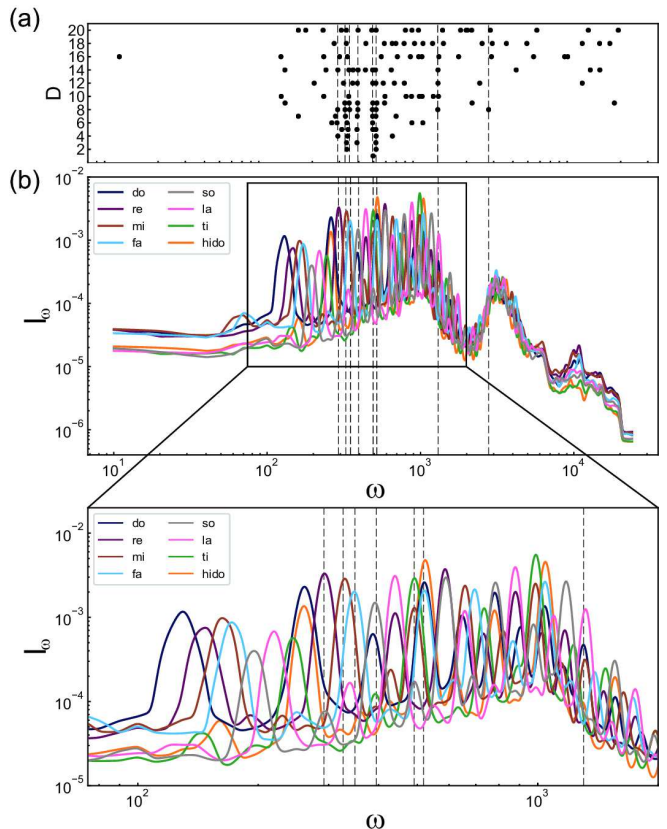 (a)
D
20
18
16
14
12
10
8
6
4
2
(b)
I_ω
10⁻²
10⁻³
10⁻⁴
10⁻⁵
10⁻⁶
do so
re la
mi ti
fa hido
10¹ 10² 10³ 10⁴
ω
I_ω
10⁻²
10⁻³
10⁻⁴
10⁻⁵
do so
re la
mi ti
fa hido
10² 10³
ω